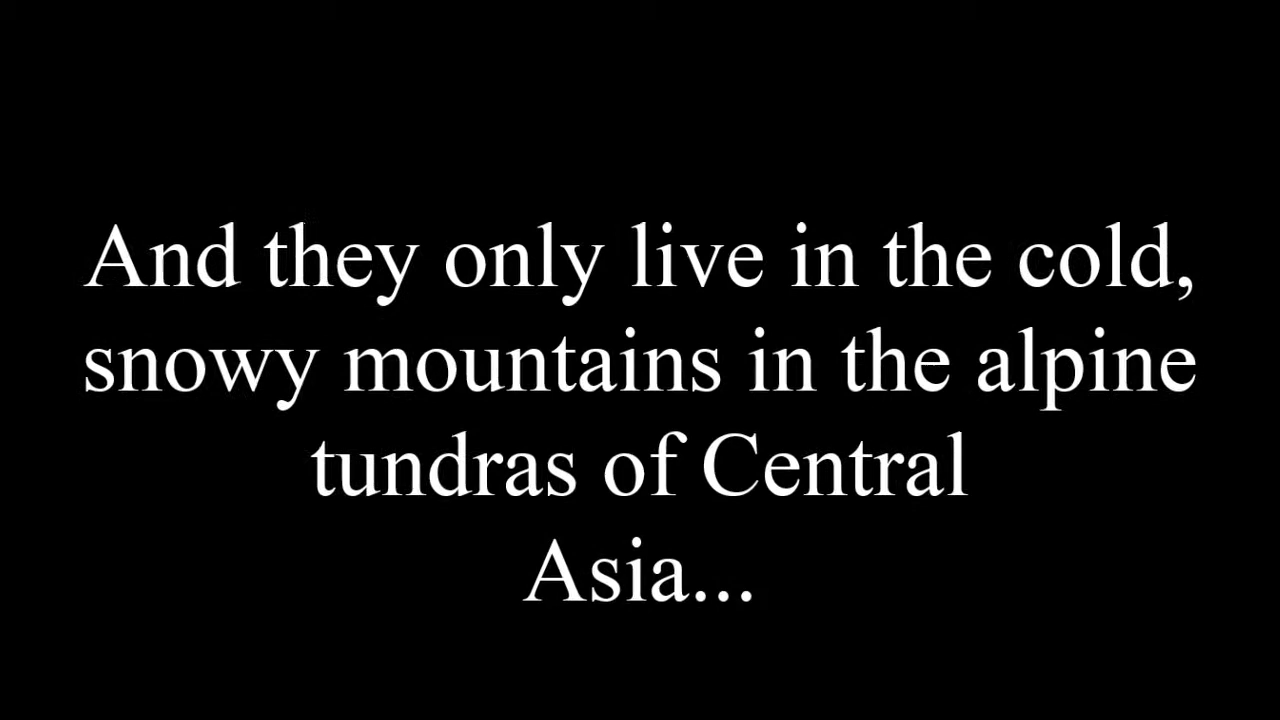 And they only live in the cold,
snowy mountains in the alpine
tundras of Central
Asia...